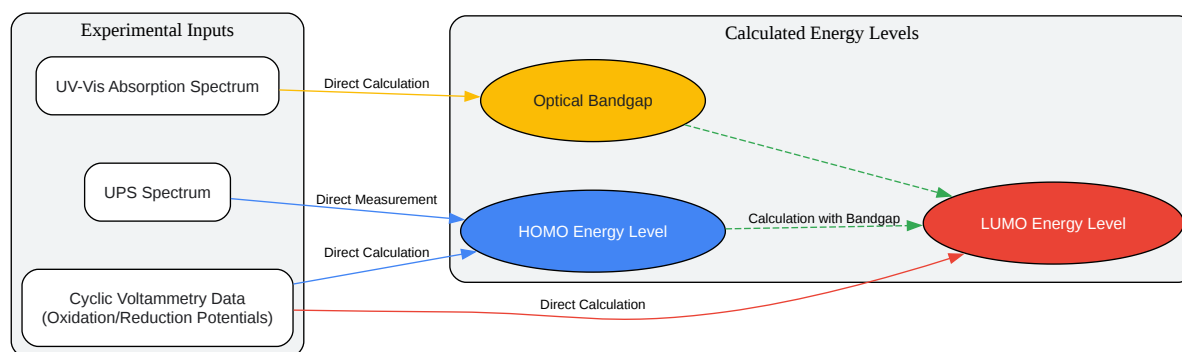 Experimental Inputs
Calculated Energy Levels
UV-Vis Absorption Spectrum
Direct Calculation
Optical Bandgap
UPS Spectrum
Direct Measurement
HOMO Energy Level
Calculation with Bandgap
LUMO Energy Level
Direct Calculation
Cyclic Voltammetry Data
(Oxidation/Reduction Potentials)
Direct Calculation